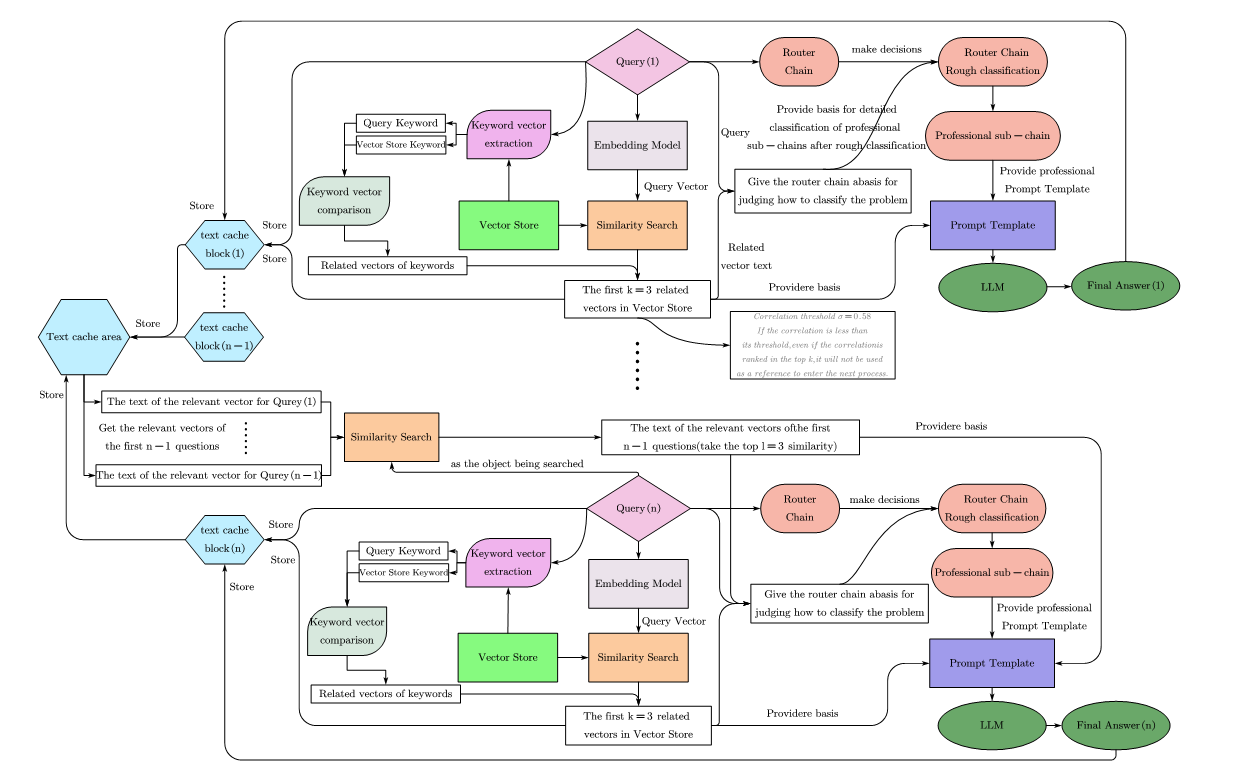 Query (1)
Router
Chain
make decisions
Router Chain
Rough classification
Query Keyword
Vector Store Keyword
Keyword vector
extraction
Embedding Model
Query
Provide basis for detailed
classification of professional
sub − chains after rough classification
Professional sub − chain
Keyword vector
comparison
Query Vector
Give the router chain abasis for
judging how to classify the problem
Provide professional
Prompt Template
Store
text cache
block (1)
Store
Store
Vector Store
Similarity Search
Prompt Template
Related
vector text
Related vectors of keywords
The first k = 3 related
vectors in Vector Store
Providere basis
LLM
Final Answer (1)
Text cache area
Store
text cache
block (n − 1)
Correlation threshold σ = 0.58
If the correlation is less than
its threshold,even if the correlationis
ranked in the top k,it will not be used
as a reference to enter the next process.
Store
The text of the relevant vector for Qurey (1)
Get the relevant vectors of
the first n − 1 questions
The text of the relevant vector for Qurey (n − 1)
Similarity Search
The text of the relevant vectors ofthe first
n − 1 questions(take the top l = 3 similarity)
Providere basis
as the object being searched
Query (n)
Router
Chain
make decisions
Router Chain
Rough classification
text cache
block (n)
Store
Store
Store
Query Keyword
Vector Store Keyword
Keyword vector
extraction
Embedding Model
Professional sub − chain
Give the router chain abasis for
judging how to classify the problem
Keyword vector
comparison
Query Vector
Provide professional
Prompt Template
Vector Store
Similarity Search
Prompt Template
Related vectors of keywords
The first k = 3 related
vectors in Vector Store
Providere basis
LLM
Final Answer (n)